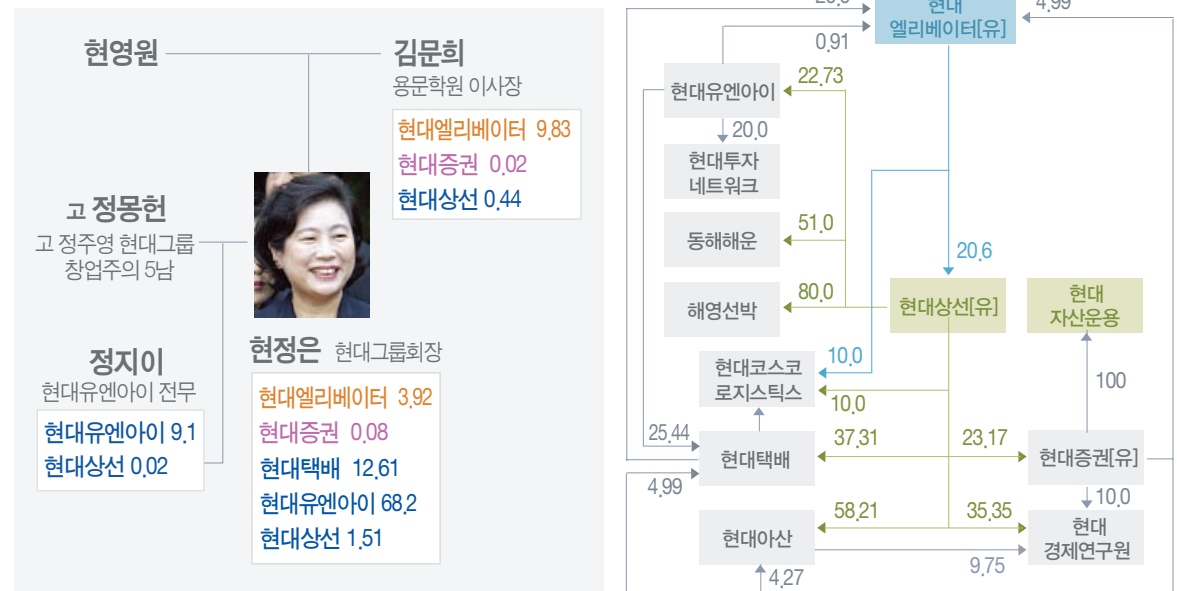 현영원
김문희
용문학원 이사장
현대엘리베이터 9.83
현대증권 0.02
현대상선 0.44
고 정몽헌
고 정주영 현대그룹
창업주의 5남
정지이
현대유엔아이 전무
현대유엔아이 9.1
현대상선 0.02
현정은 현대그룹회장
현대엘리베이터 3.92
현대증권 0.08
현대택배 12.61
현대유엔아이 68.2
현대상선 1.51
현대
엘리베이터[유]
4.99
0.91
현대유엔아이
22.73
20.0
현대투자
네트워크
동해해운
51.0
20.6
해영선박
80.0
현대상선[유]
현대
자산운용
현대코스코
로지스틱스
10.0
10.0
100
25.44
37.31
23.17
현대택배
현대증권[유]
4.99
10.0
58.21
35.35
현대아산
현대
경제연구원
9.75
4.27